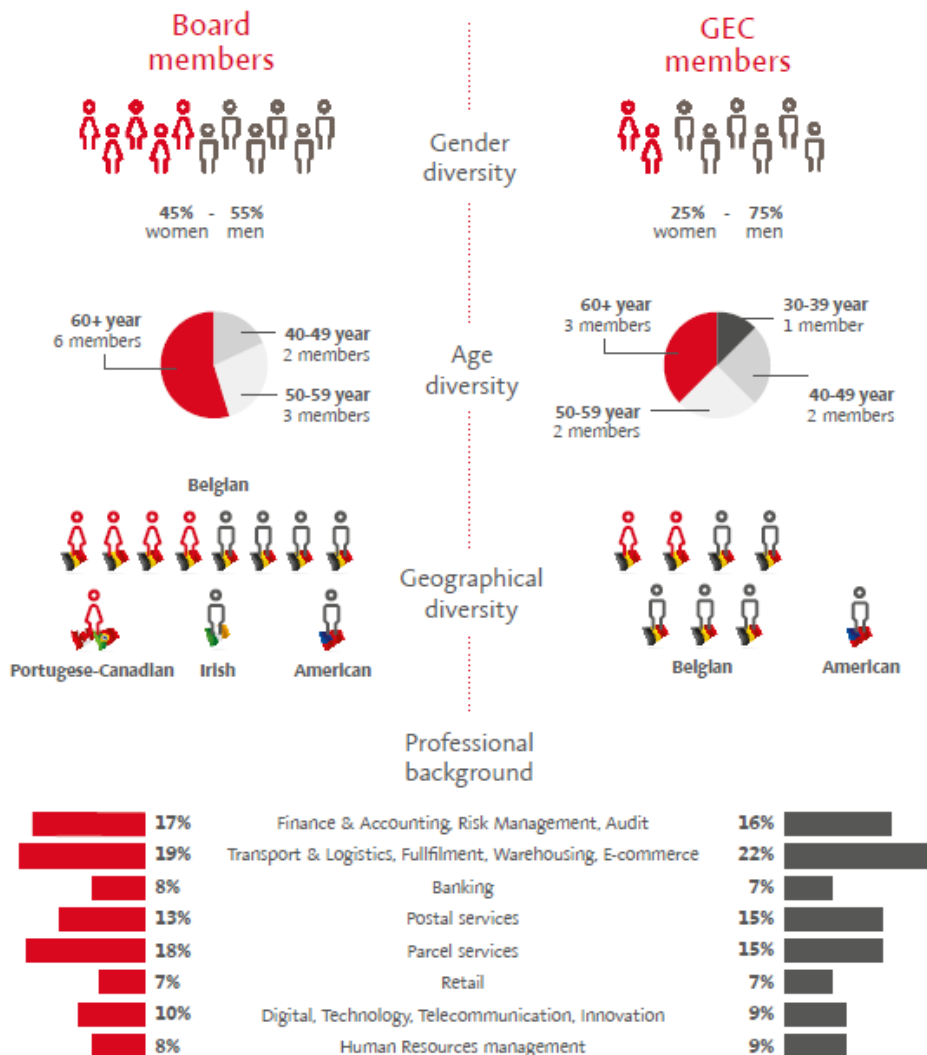 Board
members
GEC
members
Gender
diversity
45% - 55%
women men
25% - 75%
women men
60+ year
6 members
40-49 year
2 members
50-59 year
3 members
Age
diversity
60+ year
3 members
30-39 year
1 member
50-59 year
2 members
40-49 year
2 members
Belgian
Geographical
diversity
Portugese-Canadian Irish American
Belgian American
Professional
background
17% Finance & Accounting, Risk Management, Audit 16%
19% Transport & Logistics, Fullfilment, Warehousing, E-commerce 22%
8% Banking 7%
13% Postal services 15%
18% Parcel services 15%
7% Retail 7%
10% Digital, Technology, Telecommunication, Innovation 9%
8% Human Resources management 9%